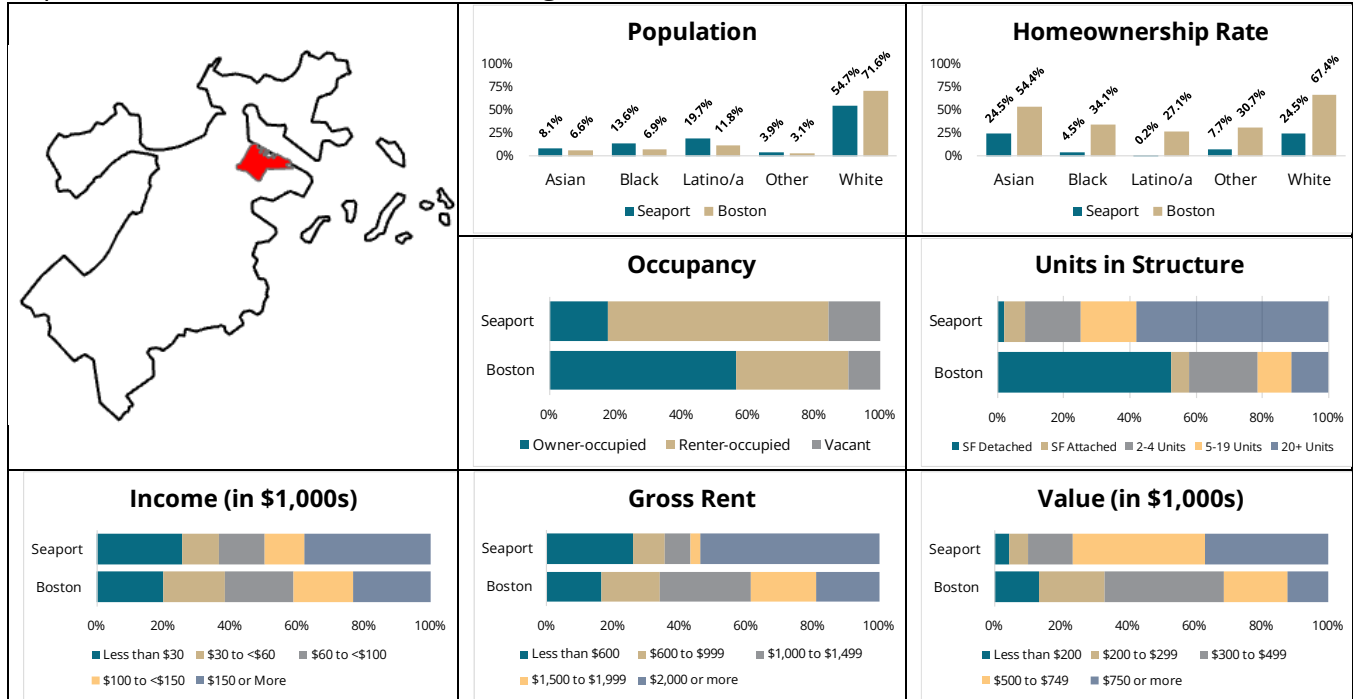 Population
100%
75%
50%
25%
0%
8.1% 6.6% 13.6% 6.9% 19.7% 11.8% 3.9% 3.1% 54.7% 71.6%
Asian Black Latino/a Other White
Seaport Boston
Homeownership Rate
100%
75%
50%
25%
0%
24.5% 54.4% 4.5% 34.1% 0.2% 27.1% 7.7% 30.7% 24.5% 67.4%
Asian Black Latino/a Other White
Seaport Boston
Occupancy
Seaport
Boston
0% 20% 40% 60% 80% 100%
Owner-occupied Renter-occupied Vacant
Units in Structure
Seaport
Boston
0% 20% 40% 60% 80% 100%
SF Detached SF Attached 2-4 Units 5-19 Units 20+ Units
Income (in $1,000s)
Seaport
Boston
0% 20% 40% 60% 80% 100%
Less than $30 $30 to <$60 $60 to <$100
$100 to <$150 $150 or More
Gross Rent
Seaport
Boston
0% 20% 40% 60% 80% 100%
Less than $600 $600 to $999 $1,000 to $1,499
$1,500 to $1,999 $2,000 or more
Value (in $1,000s)
Seaport
Boston
0% 20% 40% 60% 80% 100%
Less than $200 $200 to $299 $300 to $499
$500 to $749 $750 or more